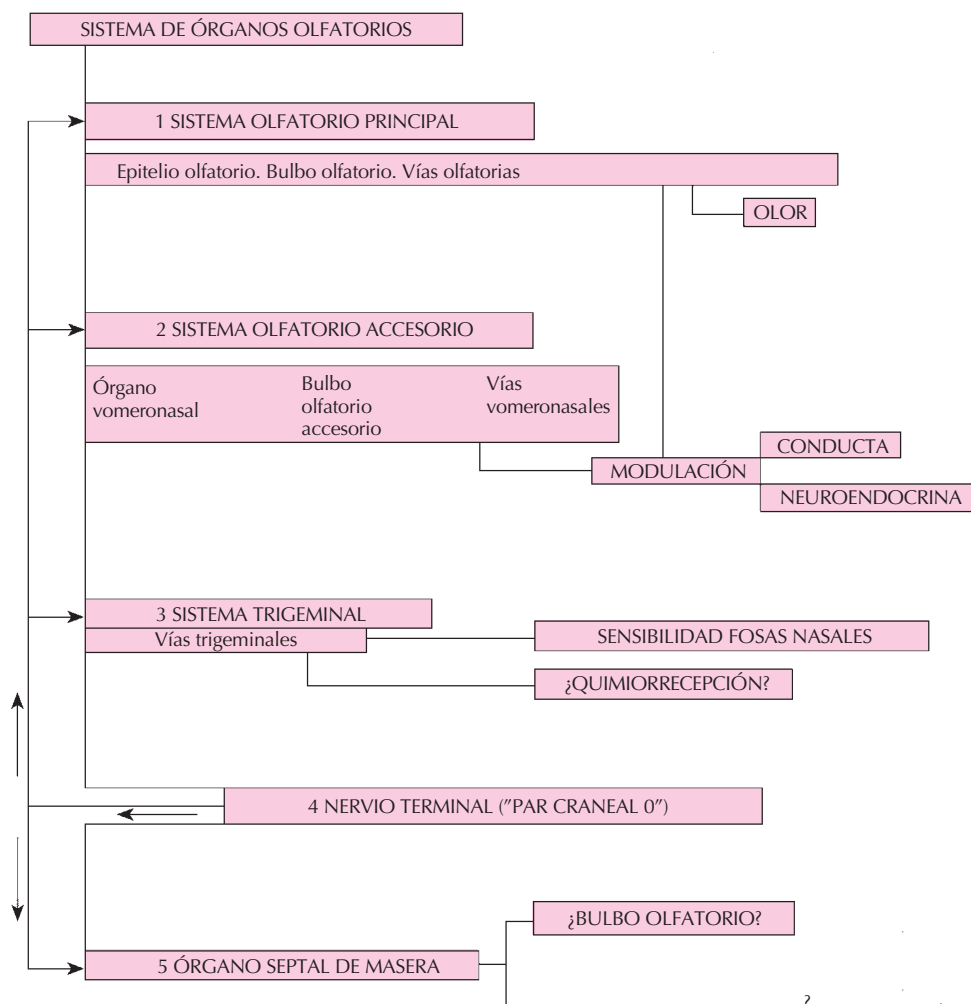 SISTEMA DE ÓRGANOS OLFATORIOS
1 SISTEMA OLFATORIO PRINCIPAL
Epitelio olfatorio. Bulbo olfatorio. Vías olfatorias
OLOR
2 SISTEMA OLFATORIO ACCESORIO
Órgano
vomeronasal
Bulbo
olfatorio
accesorio
Vías
vomeronasales
CONDUCTA
MODULACIÓN
NEUROENDOCRINA
3 SISTEMA TRIGEMINAL
Vías trigeminales
SENSIBILIDAD FOSAS NASALES
¿QUIMIORRECEPCIÓN?
4 NERVIO TERMINAL ("PAR CRANEAL 0")
¿BULBO OLFATORIO?
5 ÓRGANO SEPTAL DE MASERA
?